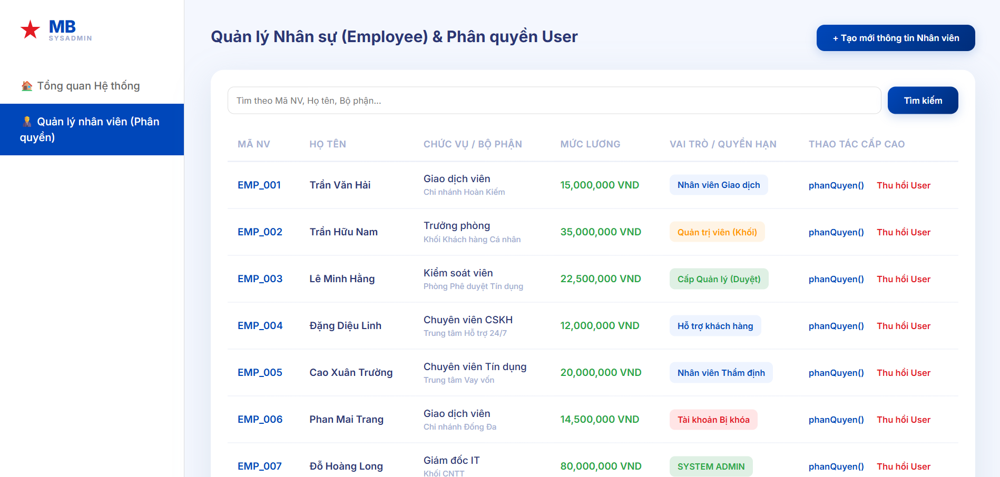 MB
SYSADMIN
Tổng quan Hệ thống
Quản lý nhân viên (Phân
quyền)
Quản lý Nhân sự (Employee) & Phân quyền User
+ Tạo mới thông tin Nhân viên
Tìm theo Mã NV, Họ tên, Bộ phận...
Tìm kiếm
MÃ NV HỌ TÊN CHỨC VỤ / BỘ PHẬN MỨC LƯƠNG VAI TRÒ / QUYỀN HẠN THAO TÁC CẤP CAO
EMP_001 Trần Văn Hải Giao dịch viên 15,000,000 VND Nhân viên Giao dịch phanQuyen() Thu hồi User
Chi nhánh Hoàn Kiếm
EMP_002 Trần Hữu Nam Trưởng phòng 35,000,000 VND Quản trị viên (Khối) phanQuyen() Thu hồi User
Khối Khách hàng Cá nhân
EMP_003 Lê Minh Hằng Kiểm soát viên 22,500,000 VND Cấp Quản lý (Duyệt) phanQuyen() Thu hồi User
Phòng Phê duyệt Tín dụng
EMP_004 Đặng Diệu Linh Chuyên viên CSKH 12,000,000 VND Hỗ trợ khách hàng phanQuyen() Thu hồi User
Trung tâm Hỗ trợ 24/7
EMP_005 Cao Xuân Trường Chuyên viên Tín dụng 20,000,000 VND Nhân viên Thẩm định phanQuyen() Thu hồi User
Trung tâm Vay vốn
EMP_006 Phan Mai Trang Giao dịch viên 14,500,000 VND Tài khoản Bị khóa phanQuyen() Thu hồi User
Chi nhánh Đống Đa
EMP_007 Đỗ Hoàng Long Giám đốc IT 80,000,000 VND SYSTEM ADMIN phanQuyen() Thu hồi User
Khối CNTT